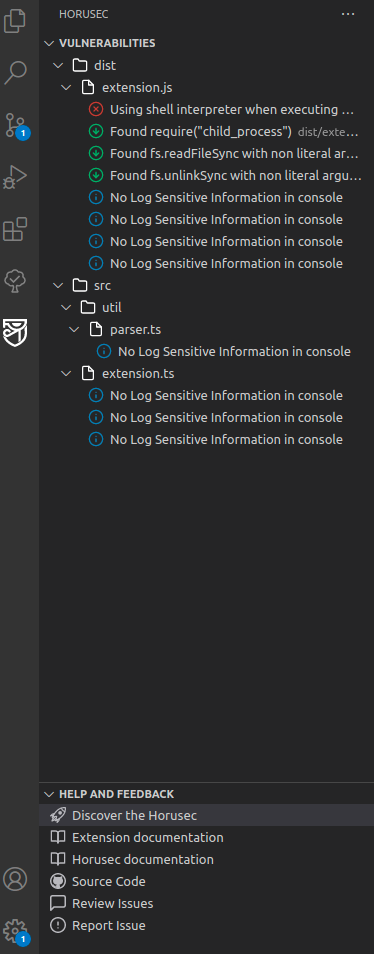 HORUSEC
VULNERABILITIES
dist
extension.js
Using shell interpreter when executing ...
Found require("child_process") dist/exte...
Found fs.readFileSync with non literal ar...
Found fs.unlinkSync with non literal argu...
No Log Sensitive Information in console
No Log Sensitive Information in console
No Log Sensitive Information in console
No Log Sensitive Information in console
src
util
parser.ts
No Log Sensitive Information in console
extension.ts
No Log Sensitive Information in console
No Log Sensitive Information in console
No Log Sensitive Information in console
HELP AND FEEDBACK
Discover the Horusec
Extension documentation
Horusec documentation
Source Code
Review Issues
Report Issue
1
1